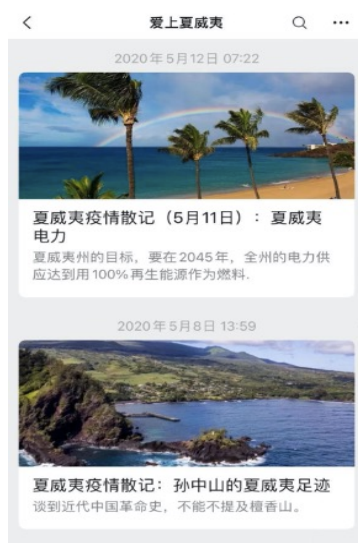 爱上夏威夷
2020年5月12日 07:22
夏威夷疫情散记（5月11日）：夏威夷
电力
夏威夷州的目标，要在2045年，全州的电力供
应达到用100%再生能源作为燃料.
2020年5月8日 13:59
夏威夷疫情散记：孙中山的夏威夷足迹
谈到近代中国革命史，不能不提及檀香山。